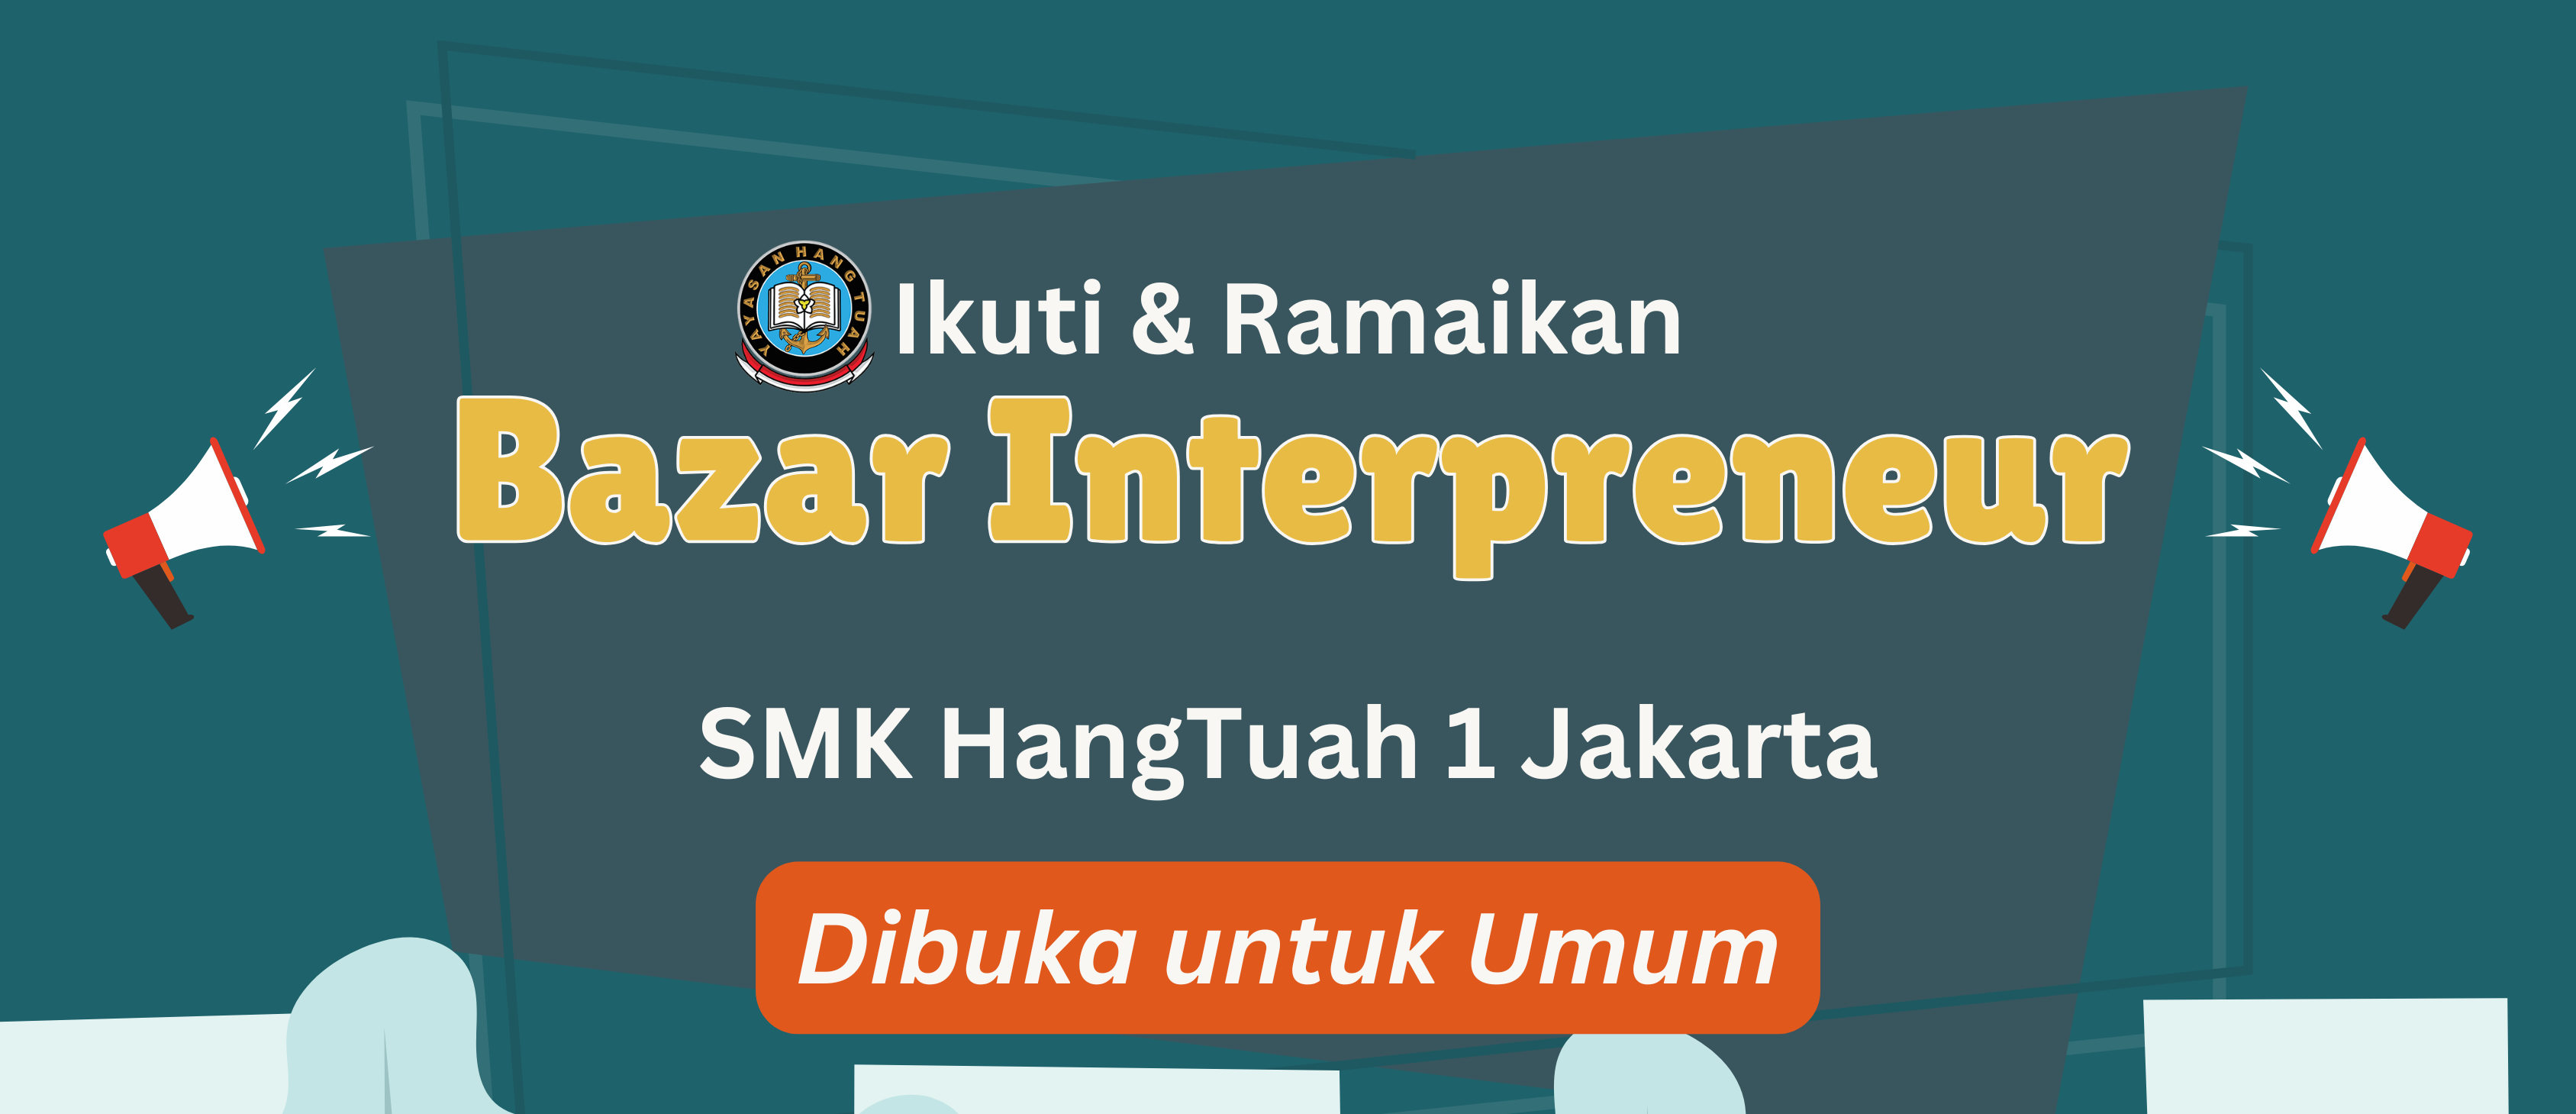 YAYASAN HANG TUAH
Ikuti & Ramaikan
Bazar Interpreneur
SMK HangTuah 1 Jakarta
Dibuka untuk Umum